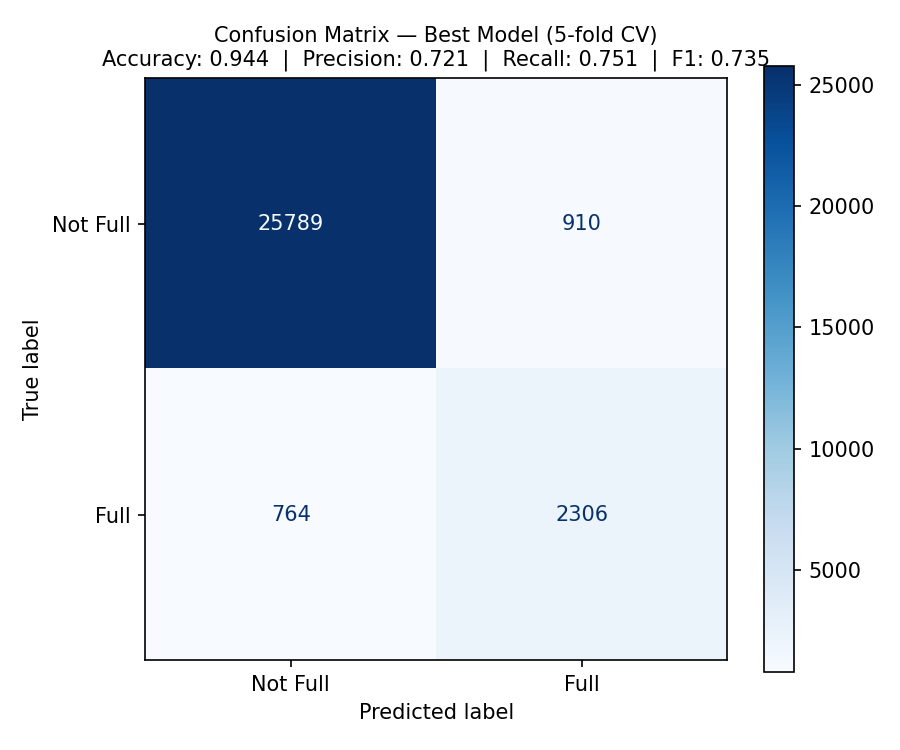 Confusion Matrix — Best Model (5-fold CV)
Accuracy: 0.944 | Precision: 0.721 | Recall: 0.751 | F1: 0.735
25000
20000
15000
10000
5000
True label
Not Full
25789
910
Full
764
2306
Not Full
Full
Predicted label